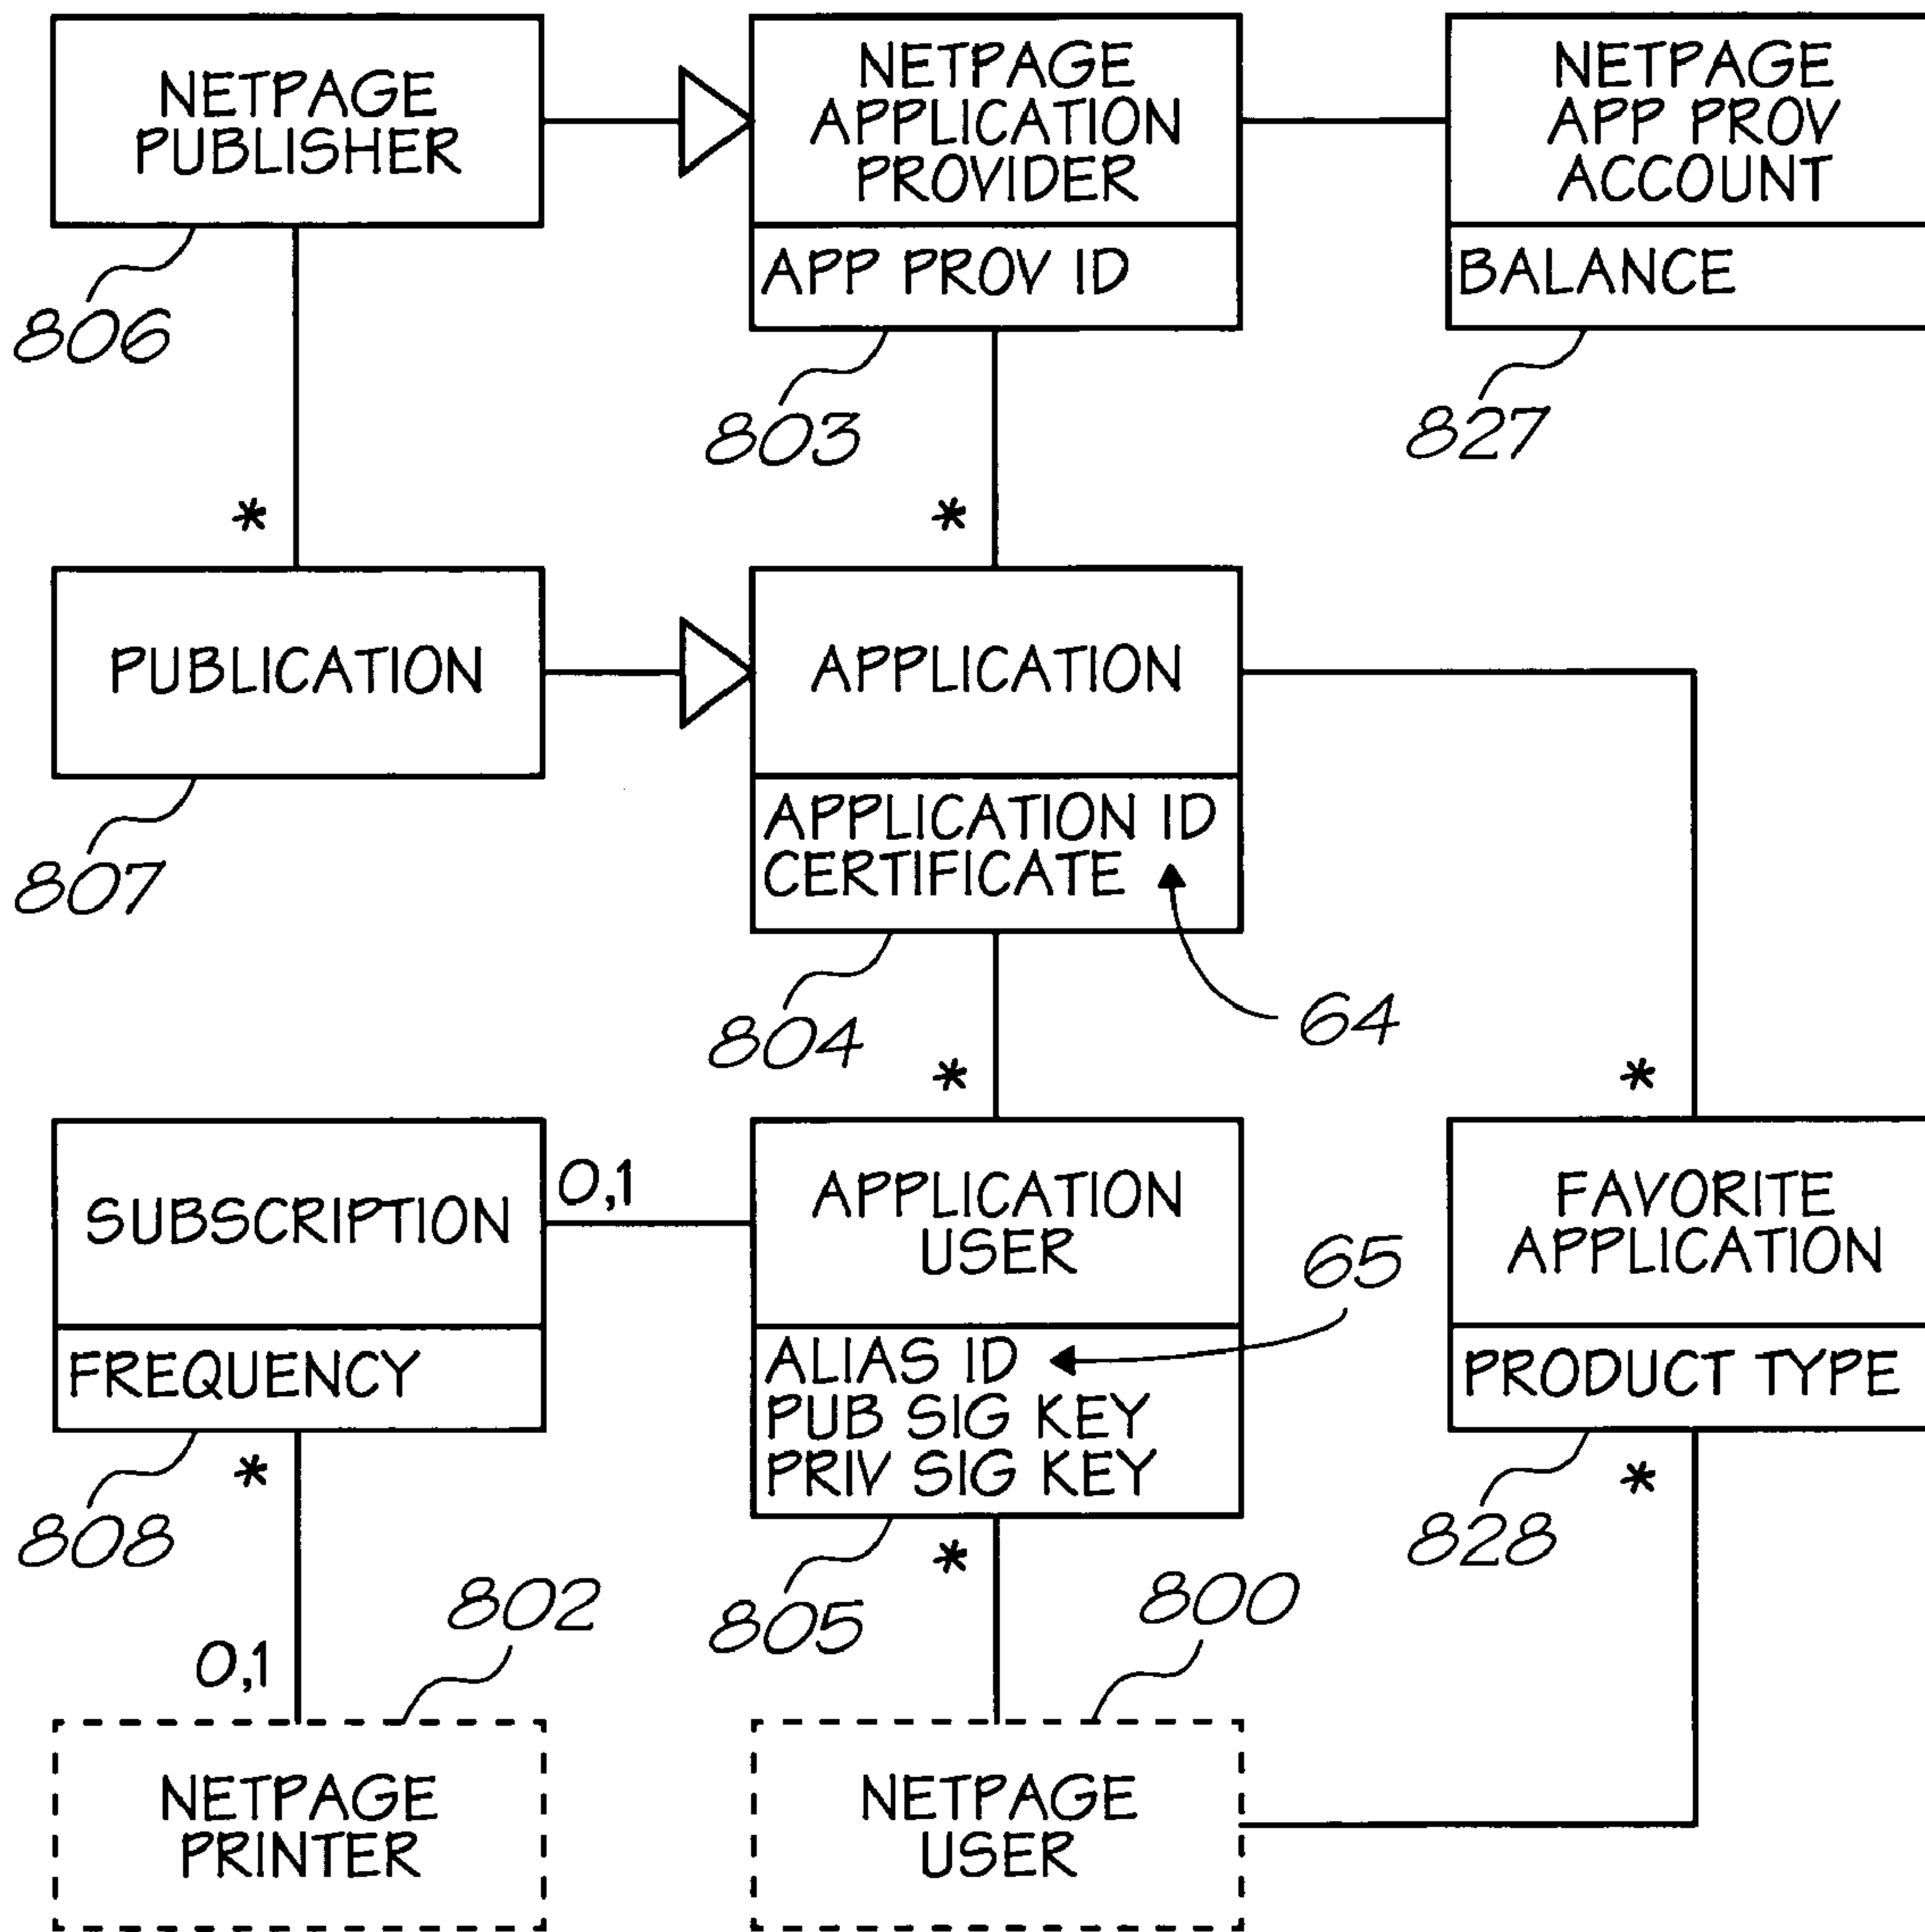 NETPAGE
PUBLISHER
NETPAGE
APPLICATION
PROVIDER
APP PROV ID
NETPAGE
APP PROV
ACCOUNT
BALANCE
806
803
827
*
*
PUBLICATION
APPLICATION
APPLICATION ID
CERTIFICATE
807
804
64
*
*
SUBSCRIPTION
FREQUENCY
0,1
APPLICATION
USER
ALIAS ID
PUB SIG KEY
PRIV SIG KEY
65
FAVORITE
APPLICATION
PRODUCT TYPE
808
*
805
*
828
*
802
800
0,1
NETPAGE
PRINTER
NETPAGE
USER